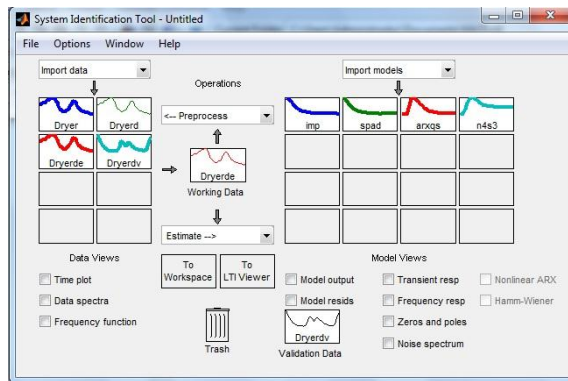 System Identification Tool - Untitled
File Options Window Help
Import data
Operations
Import models
Dryer Dryerd
<-- Preprocess
imp spad arxqs n4s3
Dryerde Dryerdv
Dryerde
Working Data
Estimate -->
Data Views
To Workspace
To LTI Viewer
Model Views
Time plot
Data spectra
Frequency function
Model output
Model resids
Transient resp
Frequency resp
Zeros and poles
Noise spectrum
Nonlinear ARX
Hamm-Wiener
Trash
Dryerdv
Validation Data